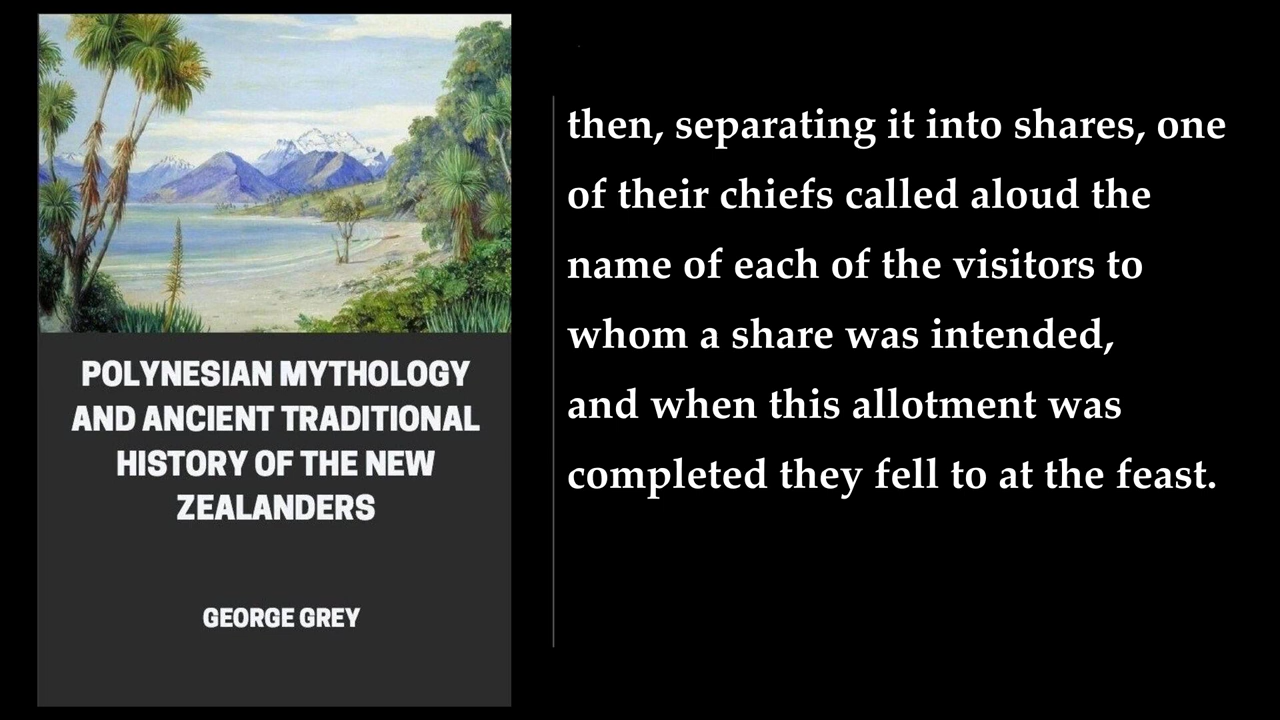 POLYNESIAN MYTHOLOGY
AND ANCIENT TRADITIONAL
HISTORY OF THE NEW
ZEALANDERS
GEORGE GREY
then, separating it into shares, one
of their chiefs called aloud the
name of each of the visitors to
whom a share was intended,
and when this allotment was
completed they fell to at the feast.